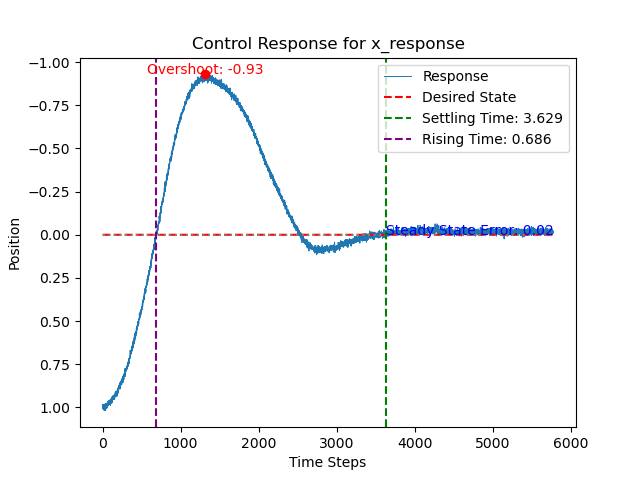 Control Response for x_response
Overshoot: -0.93
Response
Desired State
Settling Time: 3.629
Rising Time: 0.686
Steady State Error: 0.02
Position
−1.00
−0.75
−0.50
−0.25
0.00
0.25
0.50
0.75
1.00
0 1000 2000 3000 4000 5000 6000
Time Steps